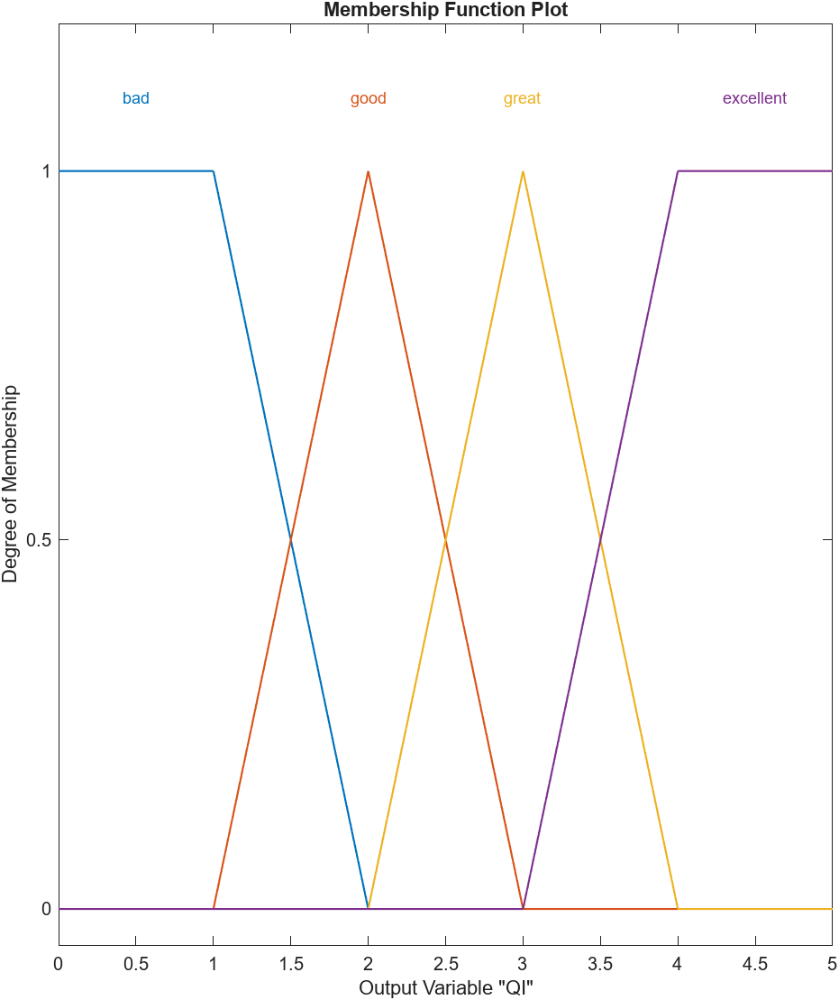 Membership Function Plot
bad good great excellent
1
0.5
0
Degree of Membership
0 0.5 1 1.5 2 2.5 3 3.5 4 4.5 5
Output Variable "QI"